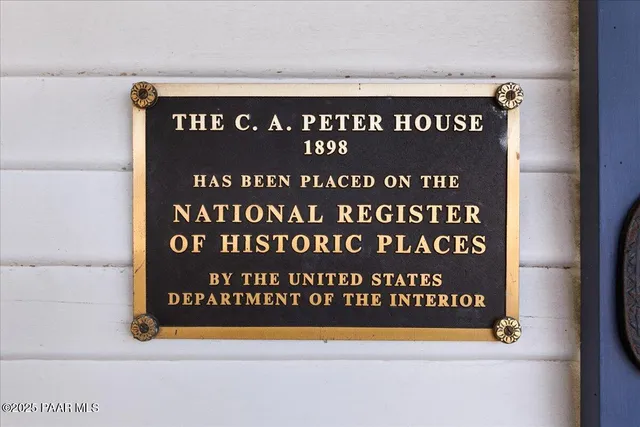 THE C. A. PETER HOUSE
1898
HAS BEEN PLACED ON THE
NATIONAL REGISTER
OF HISTORIC PLACES
BY THE UNITED STATES
DEPARTMENT OF THE INTERIOR
©2025 PAAR MLS